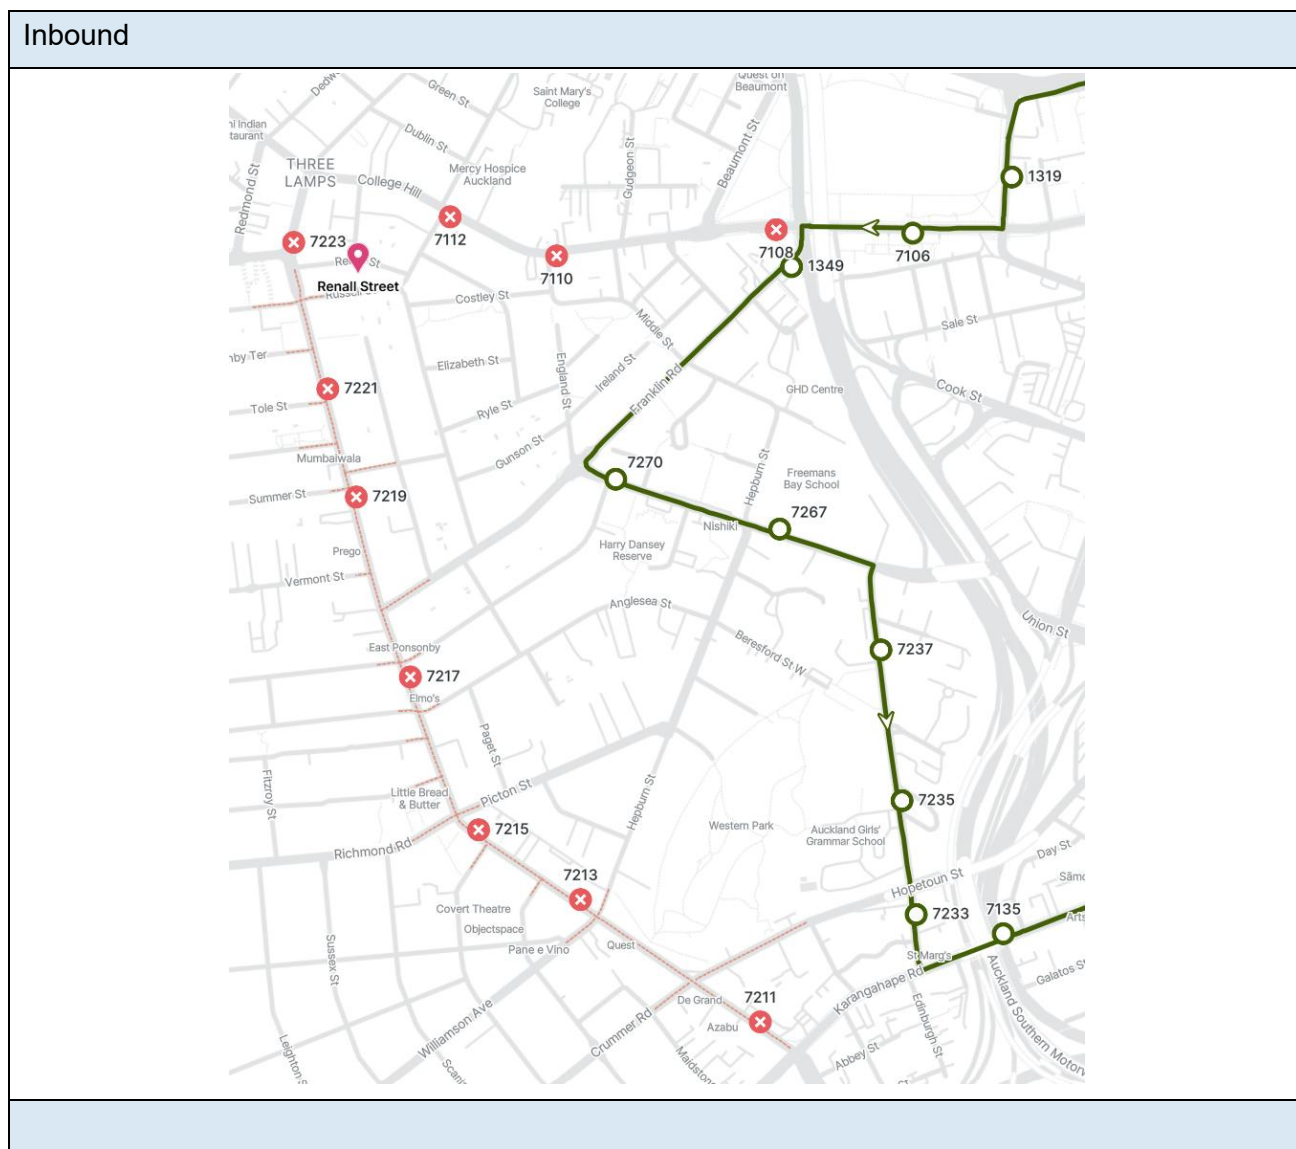 Inbound
Quest on
Beaumont
Green St
Saint Mary's
College
Dublin St
Gudgeon St
Beaumont St
THREE
LAMPS
College Hill
Mercy Hospice
Auckland
Redmond St
1319
7223
7112
7110
7108
1349
7106
Renall Street
Costley St
Middle St
Sale St
Elizabeth St
England St
Ireland St
Franklin Rd
GHD Centre
Cook St
7221
Tole St
Ryle St
Gunson St
Mumbaiwala
7270
Hepburn St
Freemans
Bay School
Summer St
7219
7267
Nishiki
Prego
Harry Dansey
Reserve
Vermont St
Anglesea St
Union St
Beresford St W
East Ponsonby
7237
7217
Elmo's
Paget St
Fitzroy St
Little Bread
& Butter
Picton St
Hepburn St
7235
Western Park
Auckland Girls'
Grammar School
7215
Richmond Rd
Day St
7213
Hopetoun St
Covert Theatre
Objectspace
7233
7135
Sussex St
Pane e Vino
Quest
St Marg's
Karangahape Rd
Galatos St
De Grand
7211
Azabu
Williamson Ave
Crummer Rd
Edinburgh St
Auckland Southern Motorw
Abbey St
Leighton S
Maidston